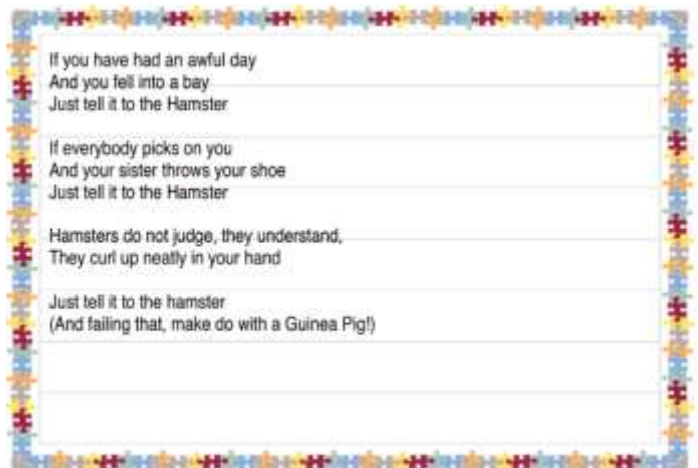 If you have had an awful day
And you fell into a bay
Just tell it to the Hamster
If everybody picks on you
And your sister throws your shoe
Just tell it to the Hamster
Hamsters do not judge, they understand,
They curl up neatly in your hand
Just tell it to the hamster
(And failing that, make do with a Guinea Pig!)